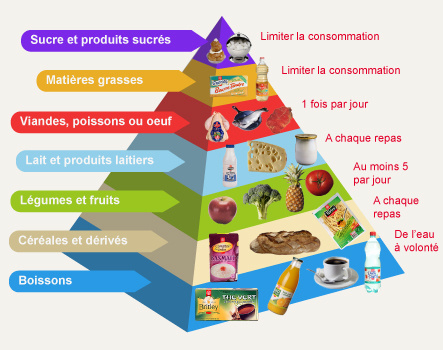 Sucre et produits sucrés
Limiter la consommation
Matières grasses
Limiter la consommation
Viandes, poissons ou oeuf
1 fois par jour
Lait et produits laitiers
A chaque repas
Légumes et fruits
Au moins 5
par jour
Céréales et dérivés
A chaque
repas
Boissons
De l'eau
à volonté
THÉ VERT